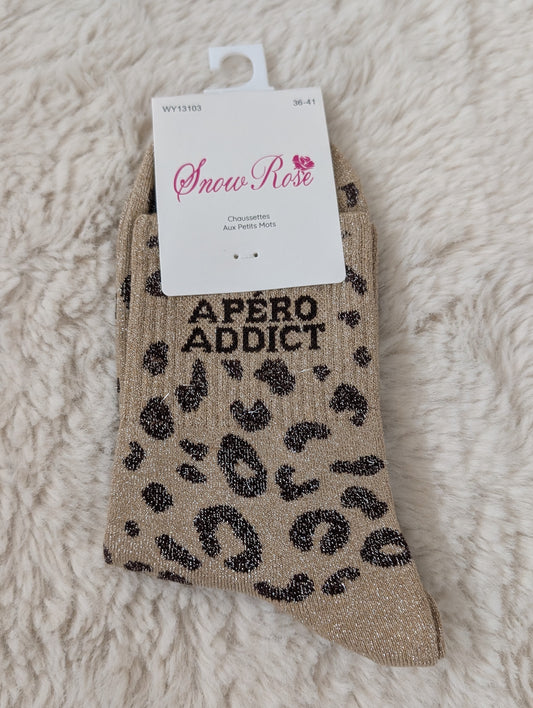 WY13103 36-41
Snow Rose
Chaussettes
Aux Petits Mots
APÉRO
ADDICT